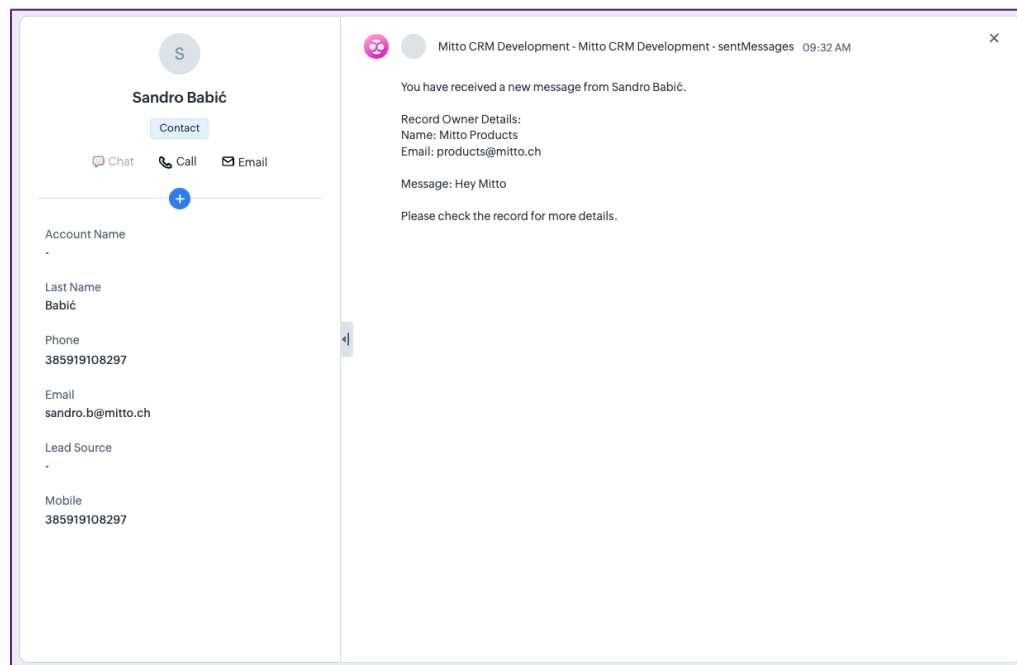 S
Sandro Babić
Contact
Chat Call Email
Account Name
-
Last Name
Babić
Phone
385919108297
Email
sandro.b@mitto.ch
Lead Source
-
Mobile
385919108297
Mitto CRM Development - Mitto CRM Development - sentMessages 09:32 AM
You have received a new message from Sandro Babić.
Record Owner Details:
Name: Mitto Products
Email: products@mitto.ch
Message: Hey Mitto
Please check the record for more details.